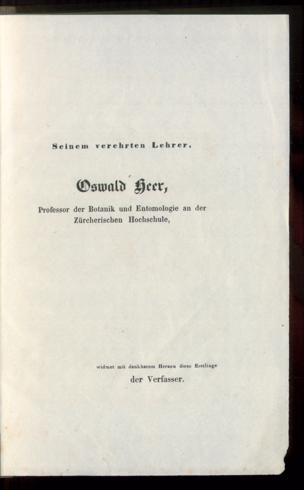 Seinem verehrten Lehrer,
Oswald Heer,
Professor der Botanik und Entomologie an der
Zürcherischen Hochschule,
widmet mit dankbarem Herzen diese Erstlinge
der Verfasser.